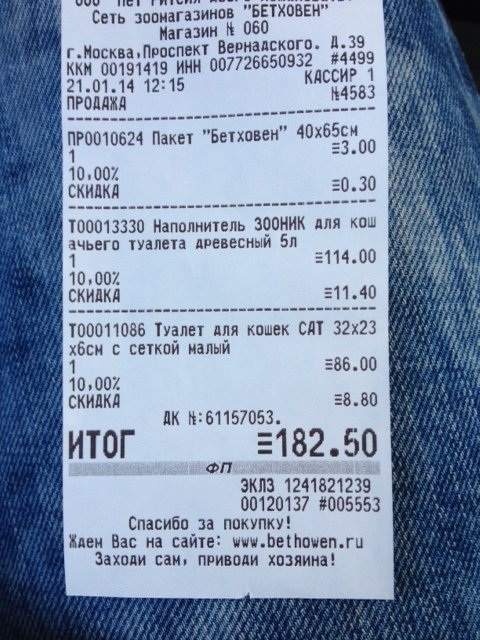 Сеть зоомагазинов "БЕТХОВЕН"
Магазин № 060
г.Москва,Проспект Вернадского. Д.39
ККМ 00191419 ИНН 007726650932 #4499
21.01.14 12:15 КАССИР 1
ПРОДАЖА №4583
ПР0010624 Пакет "Бетховен" 40х65см
1 ≡3.00
10,00%
СКИДКА ≡0.30
Т00013330 Наполнитель ЗООНИК для кош
ачьего туалета древесный 5л
1 ≡114.00
10,00%
СКИДКА ≡11.40
Т00011086 Туалет для кошек САТ 32х23
х6см с сеткой малый
1 ≡86.00
10,00%
СКИДКА ≡8.80
ДК №:61157053.
ИТОГ ≡182.50
ФП
ЭКЛЗ 1241821239
00120137 #005553
Спасибо за покупку!
Ждем Вас на сайте: www.bethowen.ru
Заходи сам, приводи хозяина!